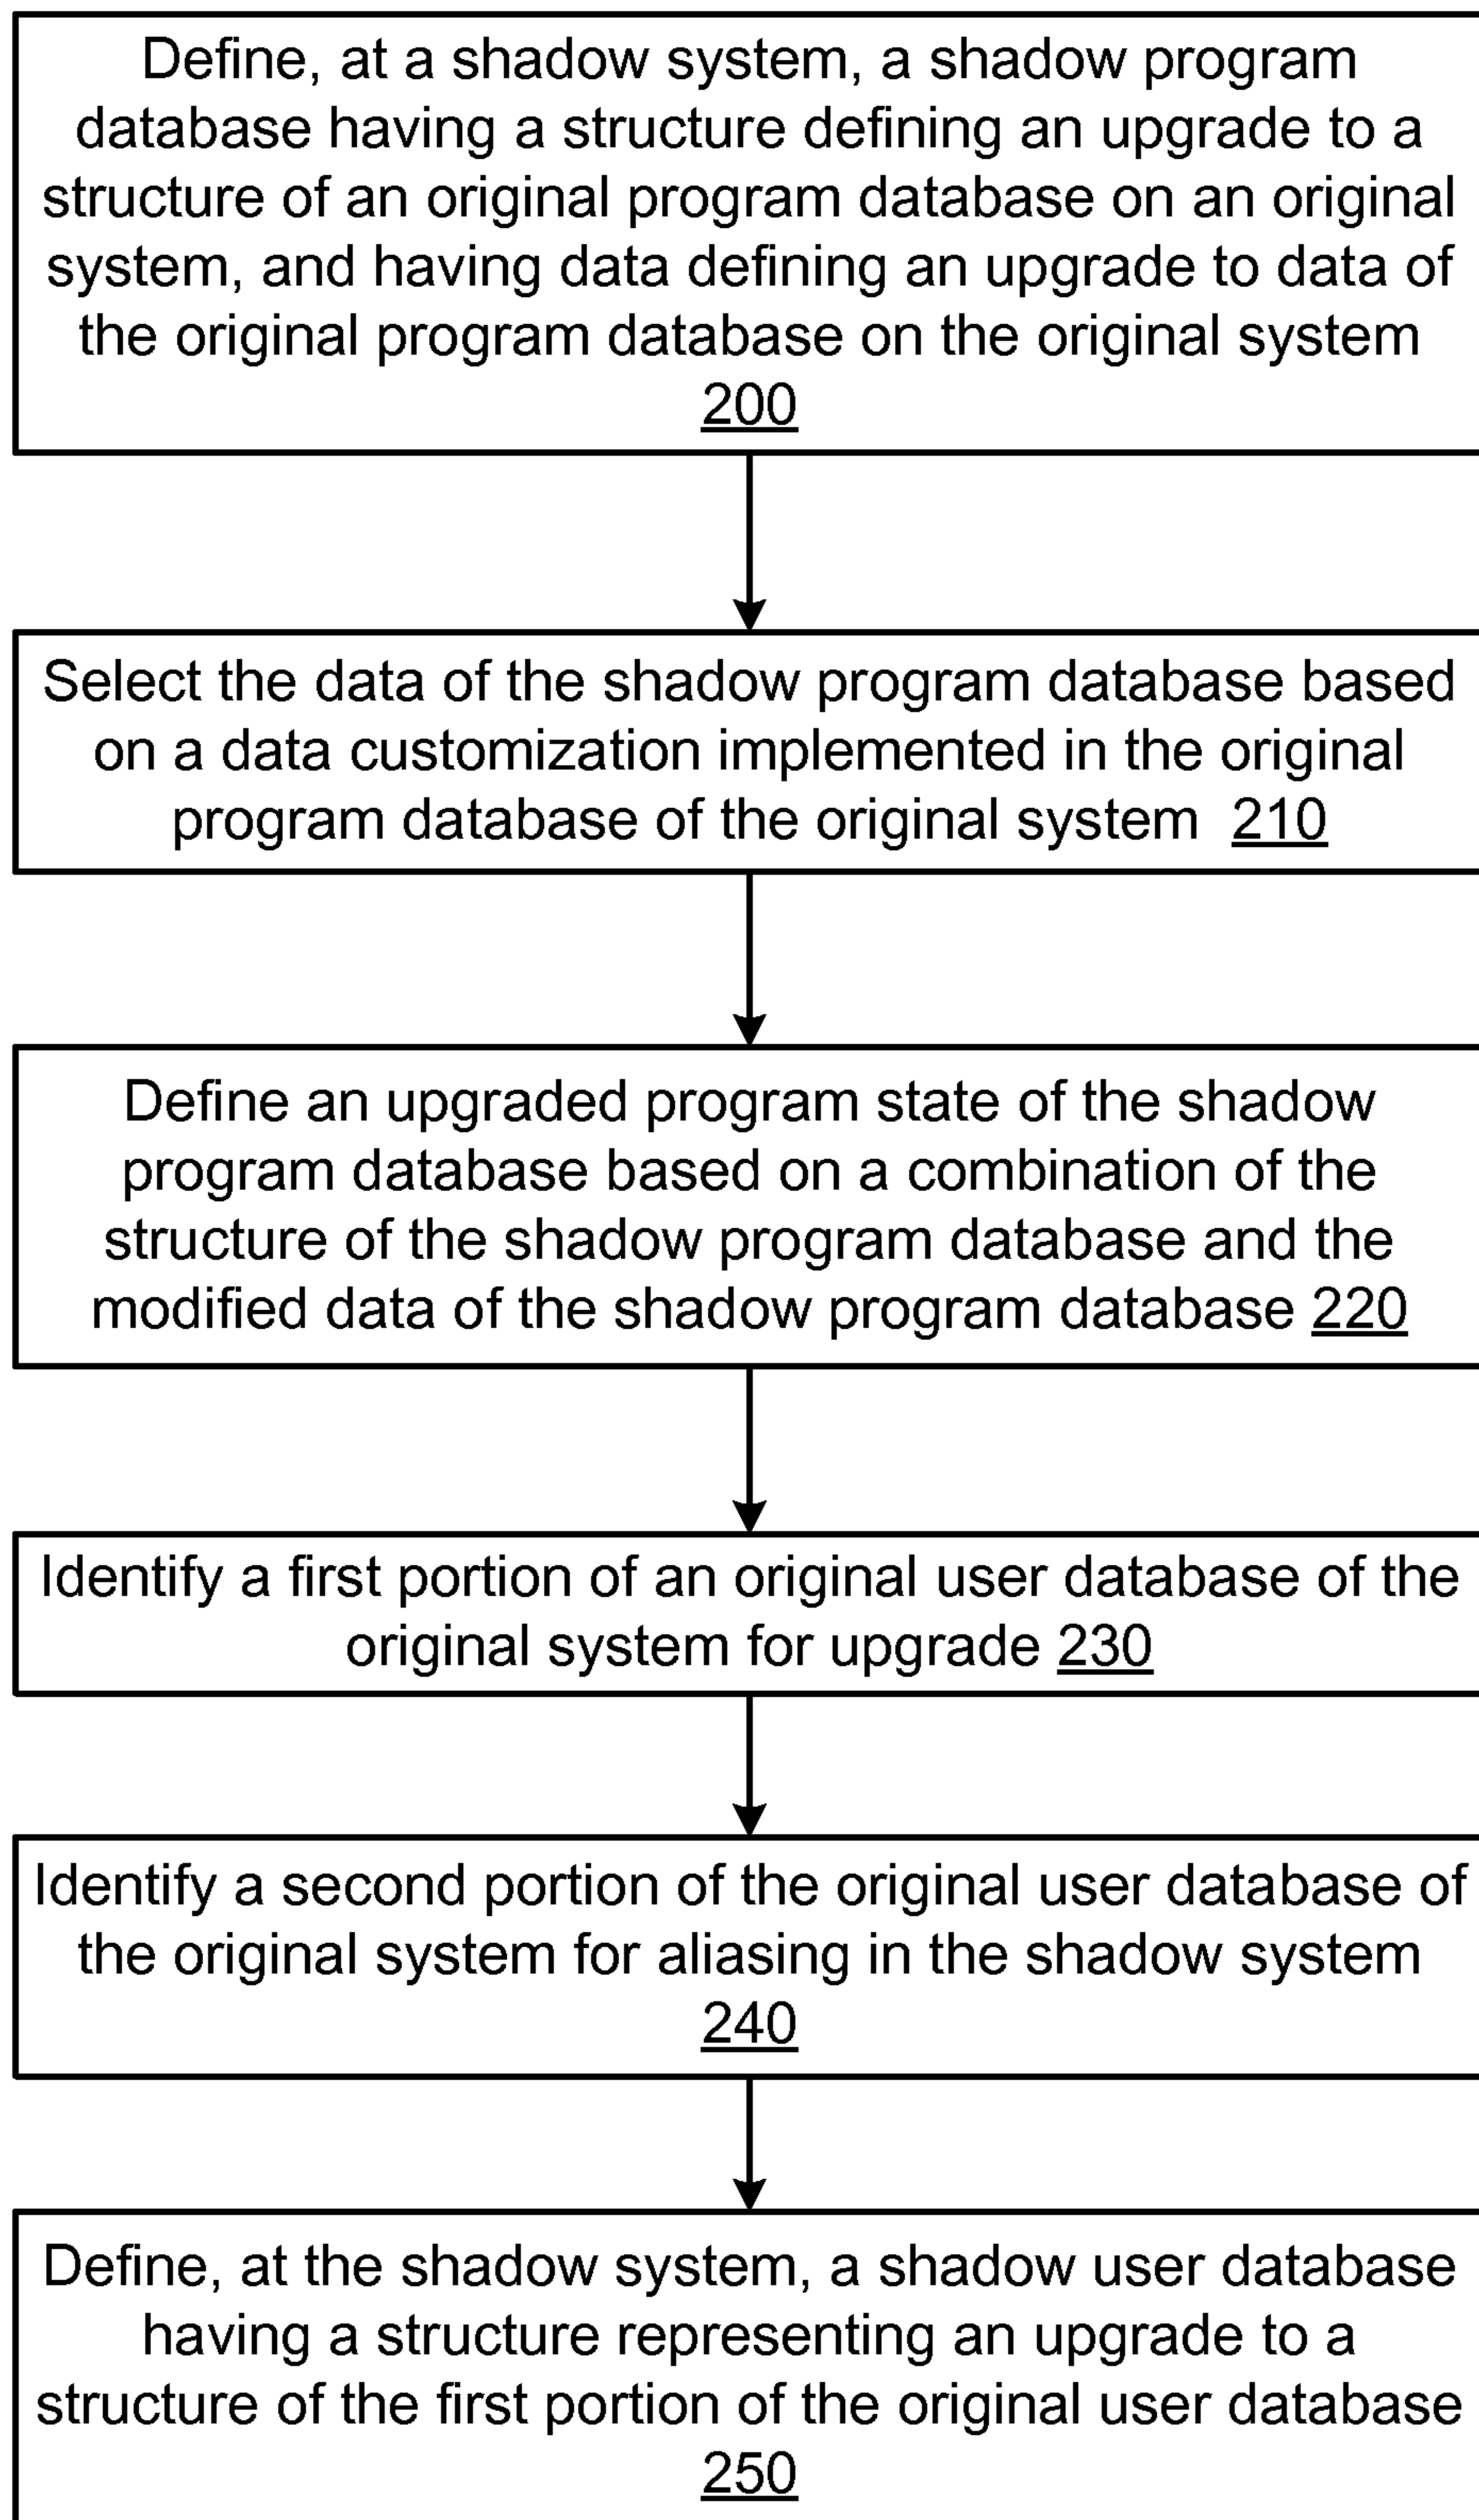 Define, at a shadow system, a shadow program
database having a structure defining an upgrade to a
structure of an original program database on an original
system, and having data defining an upgrade to data of
the original program database on the original system
200
Select the data of the shadow program database based
on a data customization implemented in the original
program database of the original system 210
Define an upgraded program state of the shadow
program database based on a combination of the
structure of the shadow program database and the
modified data of the shadow program database 220
Identify a first portion of an original user database of the
original system for upgrade 230
Identify a second portion of the original user database of
the original system for aliasing in the shadow system
240
Define, at the shadow system, a shadow user database
having a structure representing an upgrade to a
structure of the first portion of the original user database
250